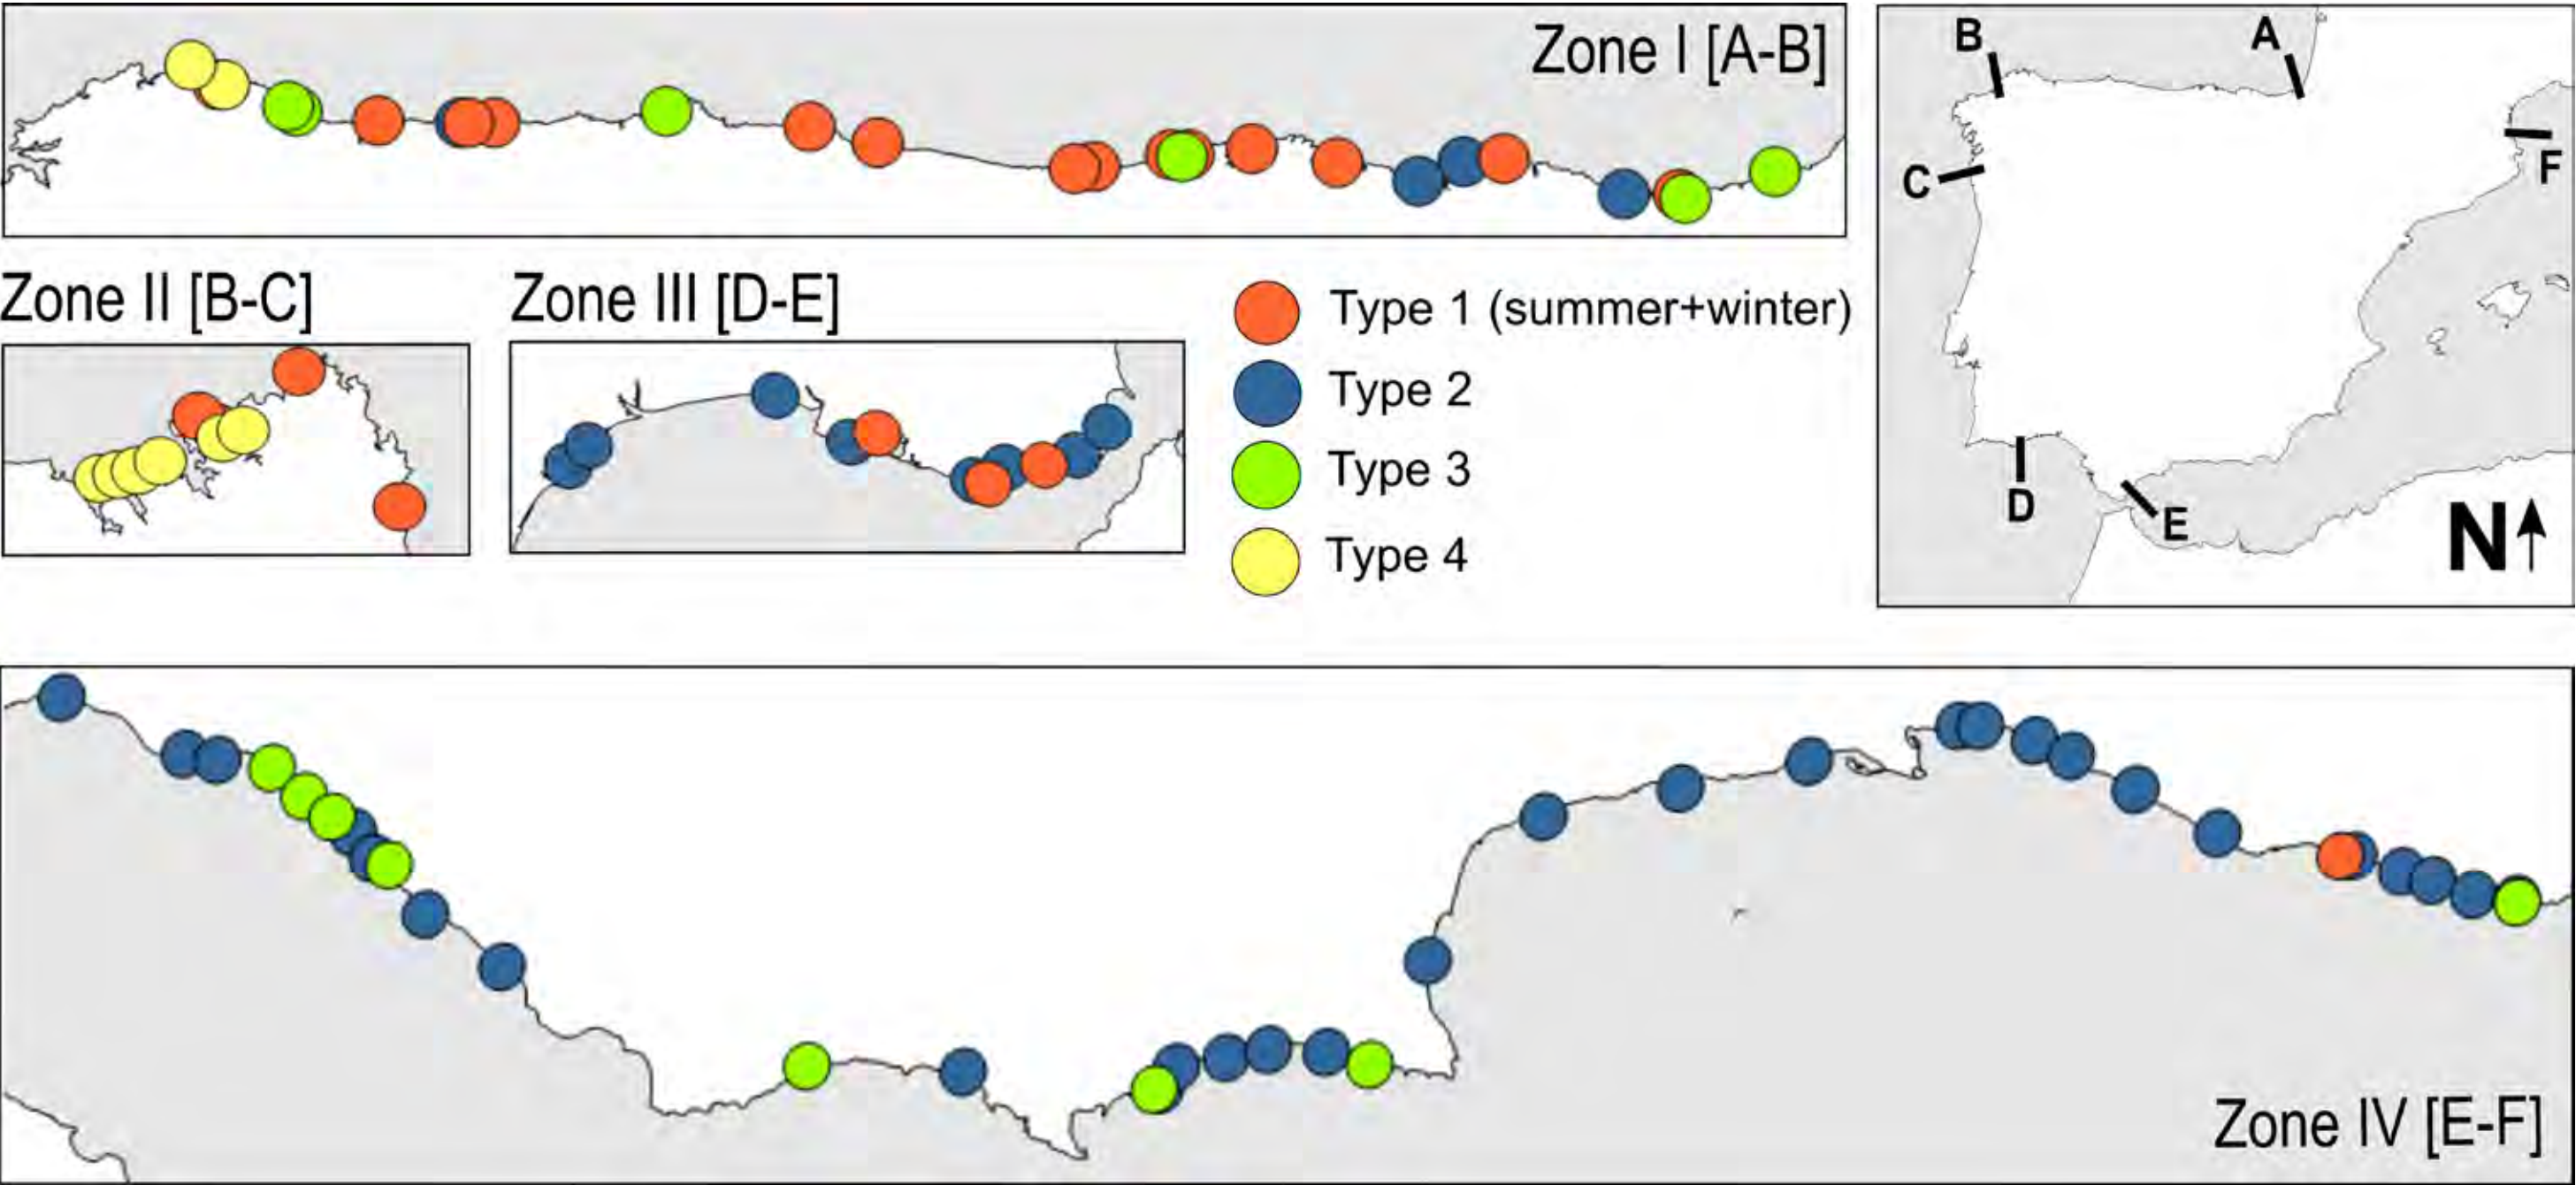 Zone I [A-B]
B
A
F
C
D
E
N
Zone II [B-C]
Zone III [D-E]
Type 1 (summer+winter)
Type 2
Type 3
Type 4
Zone IV [E-F]